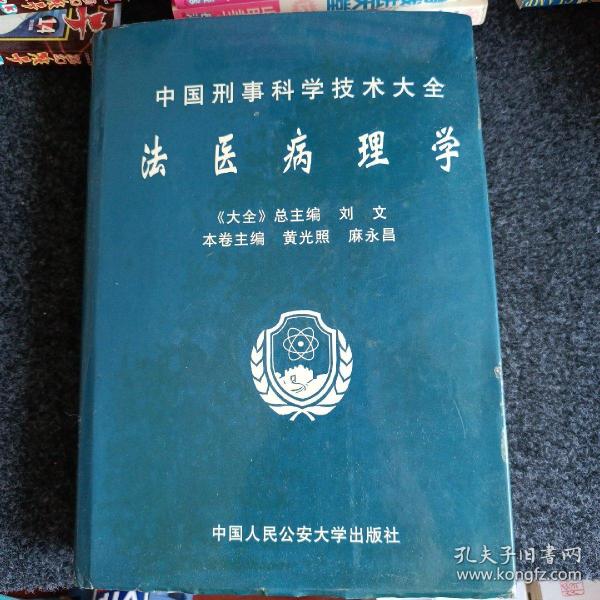 中国刑事科学技术大全
法医病理学
《大全》总主编 刘 文
本卷主编 黄光照 麻永昌
中国人民公安大学出版社
孔夫子旧书网
www.kongfz.com